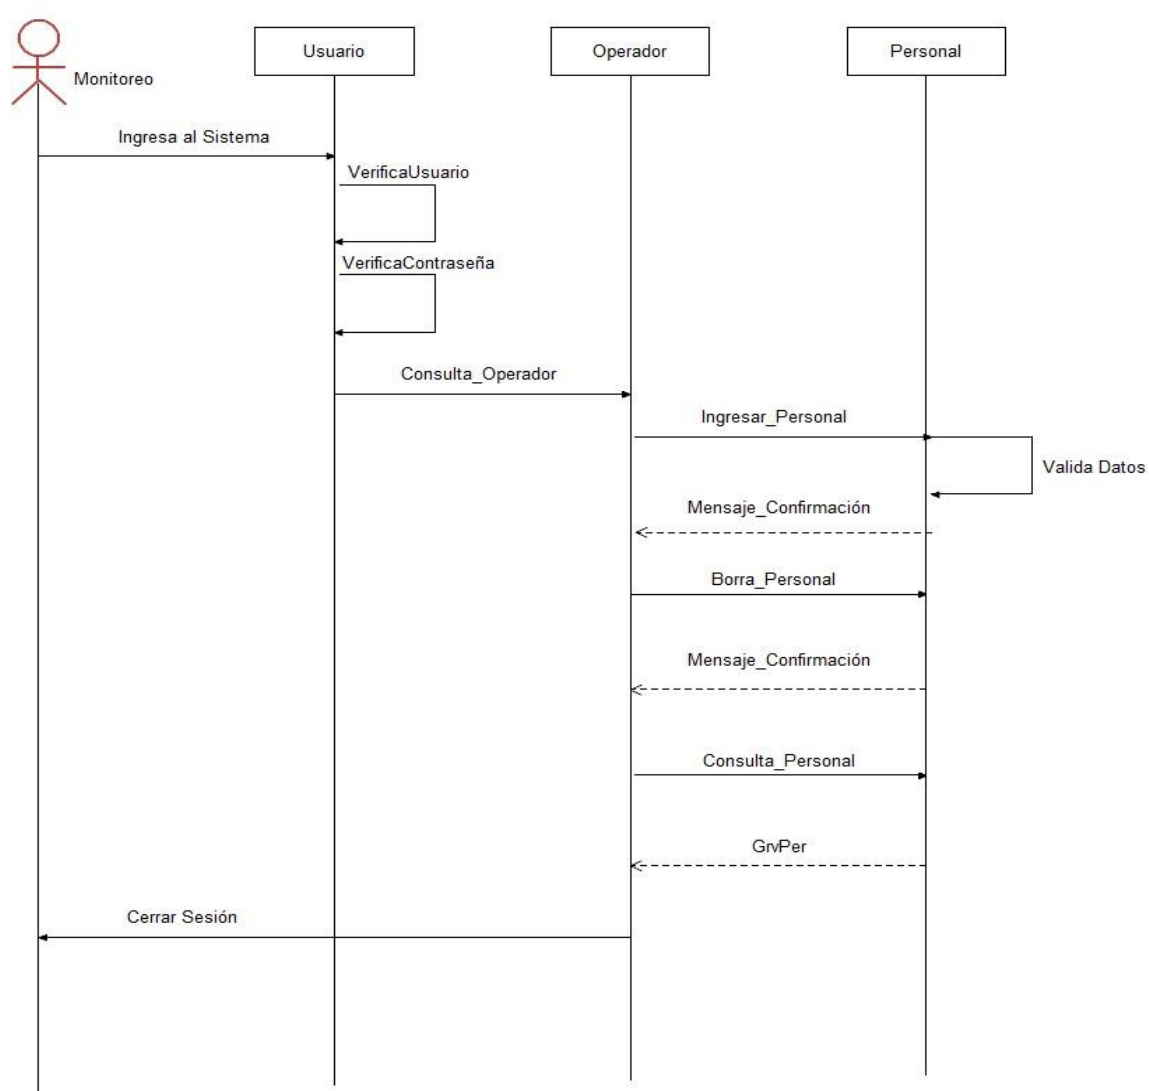 Usuario
Operador
Personal
Monitoreo
Ingresa al Sistema
VerificaUsuario
VerificaContraseña
Consulta_Operador
Ingresar_Personal
Valida Datos
Mensaje_Confirmación
Borra_Personal
Mensaje_Confirmación
Consulta_Personal
GrvPer
Cerrar Sesión